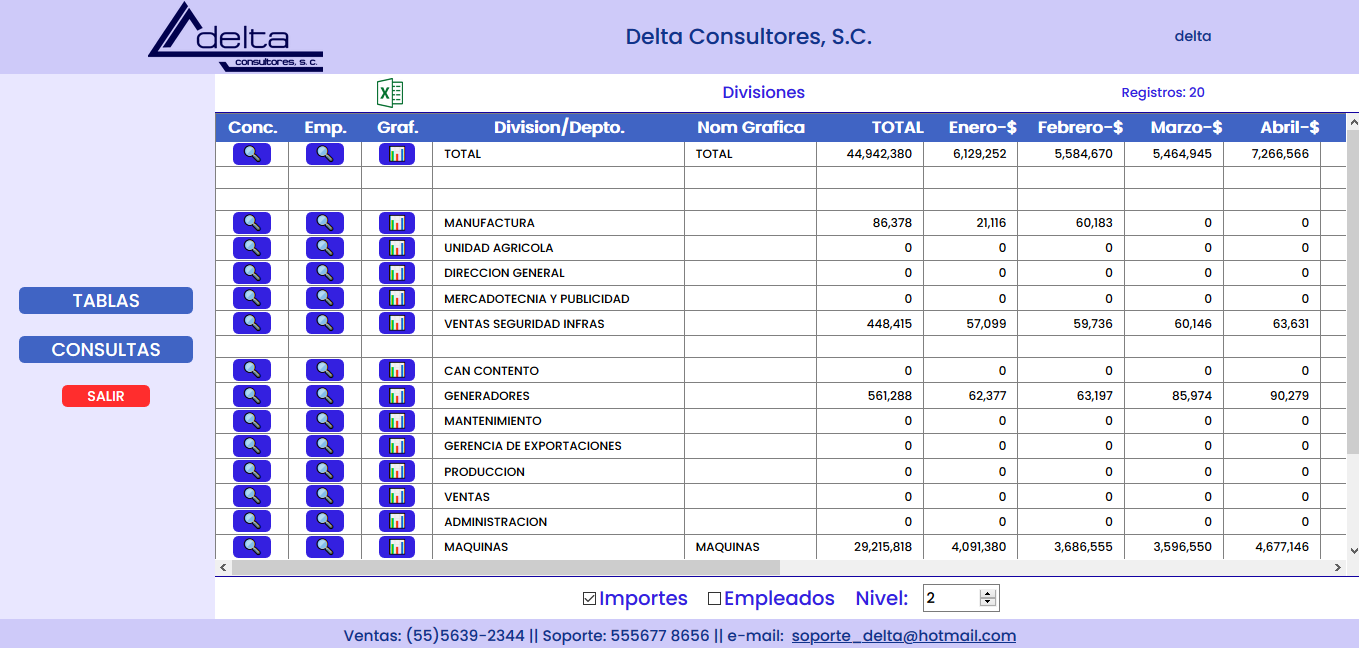 delta
consultores, s. c.
Delta Consultores, S.C.
delta
Divisiones
Registros: 20
Conc. Emp. Graf. Division/Depto. Nom Grafica TOTAL Enero-$ Febrero-$ Marzo-$ Abril-$
TOTAL TOTAL 44,942,380 6,129,252 5,584,670 5,464,945 7,266,566
MANUFACTURA 86,378 21,116 60,183 0 0
UNIDAD AGRICOLA 0 0 0 0 0
DIRECCION GENERAL 0 0 0 0 0
MERCADOTECNIA Y PUBLICIDAD 0 0 0 0 0
VENTAS SEGURIDAD INFRAS 448,415 57,099 59,736 60,146 63,631
CAN CONTENTO 0 0 0 0 0
GENERADORES 561,288 62,377 63,197 85,974 90,279
MANTENIMIENTO 0 0 0 0 0
GERENCIA DE EXPORTACIONES 0 0 0 0 0
PRODUCCION 0 0 0 0 0
VENTAS 0 0 0 0 0
ADMINISTRACION 0 0 0 0 0
MAQUINAS MAQUINAS 29,215,818 4,091,380 3,686,555 3,596,550 4,677,146
TABLAS
CONSULTAS
SALIR
Importes Empleados Nivel: 2
Ventas: (55)5639-2344 || Soporte: 555677 8656 || e-mail: soporte_delta@hotmail.com